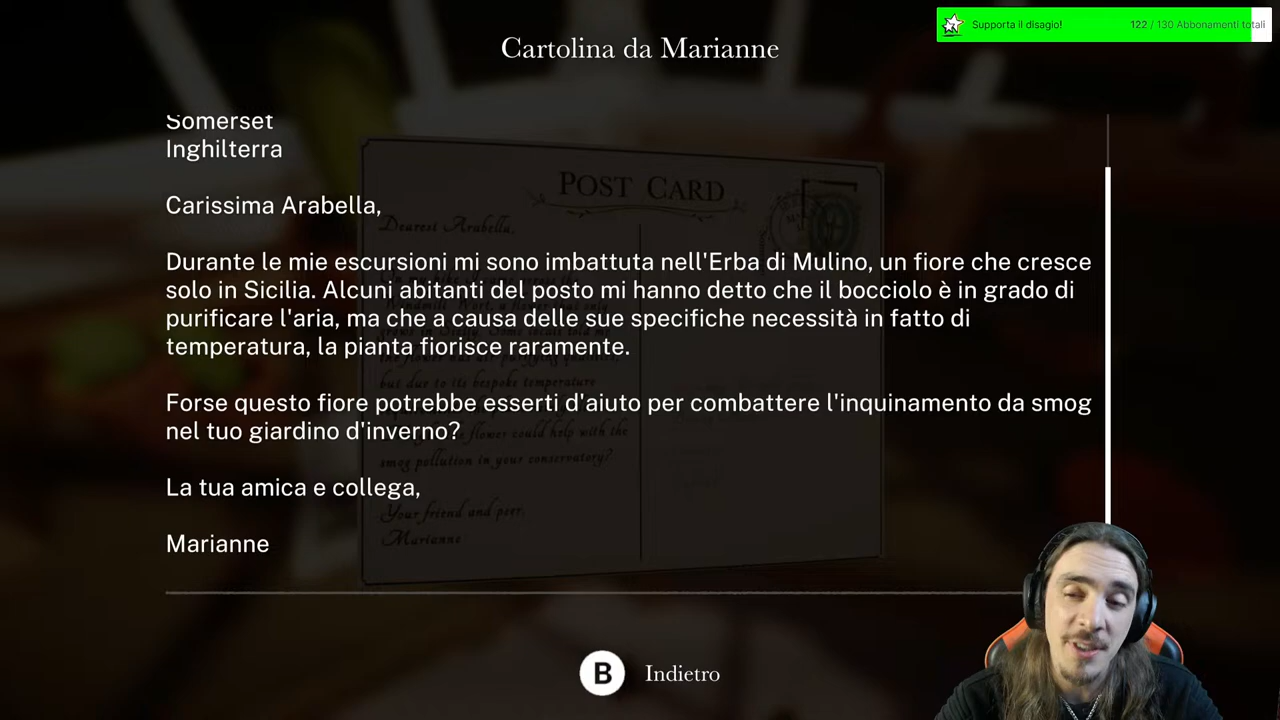 Supporta il disagio!
122 / 130 Abbonamenti totali
Cartolina da Marianne
Somerset
Inghilterra
Carissima Arabella,
Durante le mie escursioni mi sono imbattuta nell'Erba di Mulino, un fiore che cresce
solo in Sicilia. Alcuni abitanti del posto mi hanno detto che il bocciolo è in grado di
purificare l'aria, ma che a causa delle sue specifiche necessità in fatto di
temperatura, la pianta fiorisce raramente.
Forse questo fiore potrebbe esserti d'aiuto per combattere l'inquinamento da smog
nel tuo giardino d'inverno?
La tua amica e collega,
Marianne
POST CARD
Dearest Arabella,
but due to its bespoke temperature
flower could help with the
smog pollution in your conservatory?
Your friend and peer,
Marianne
B Indietro